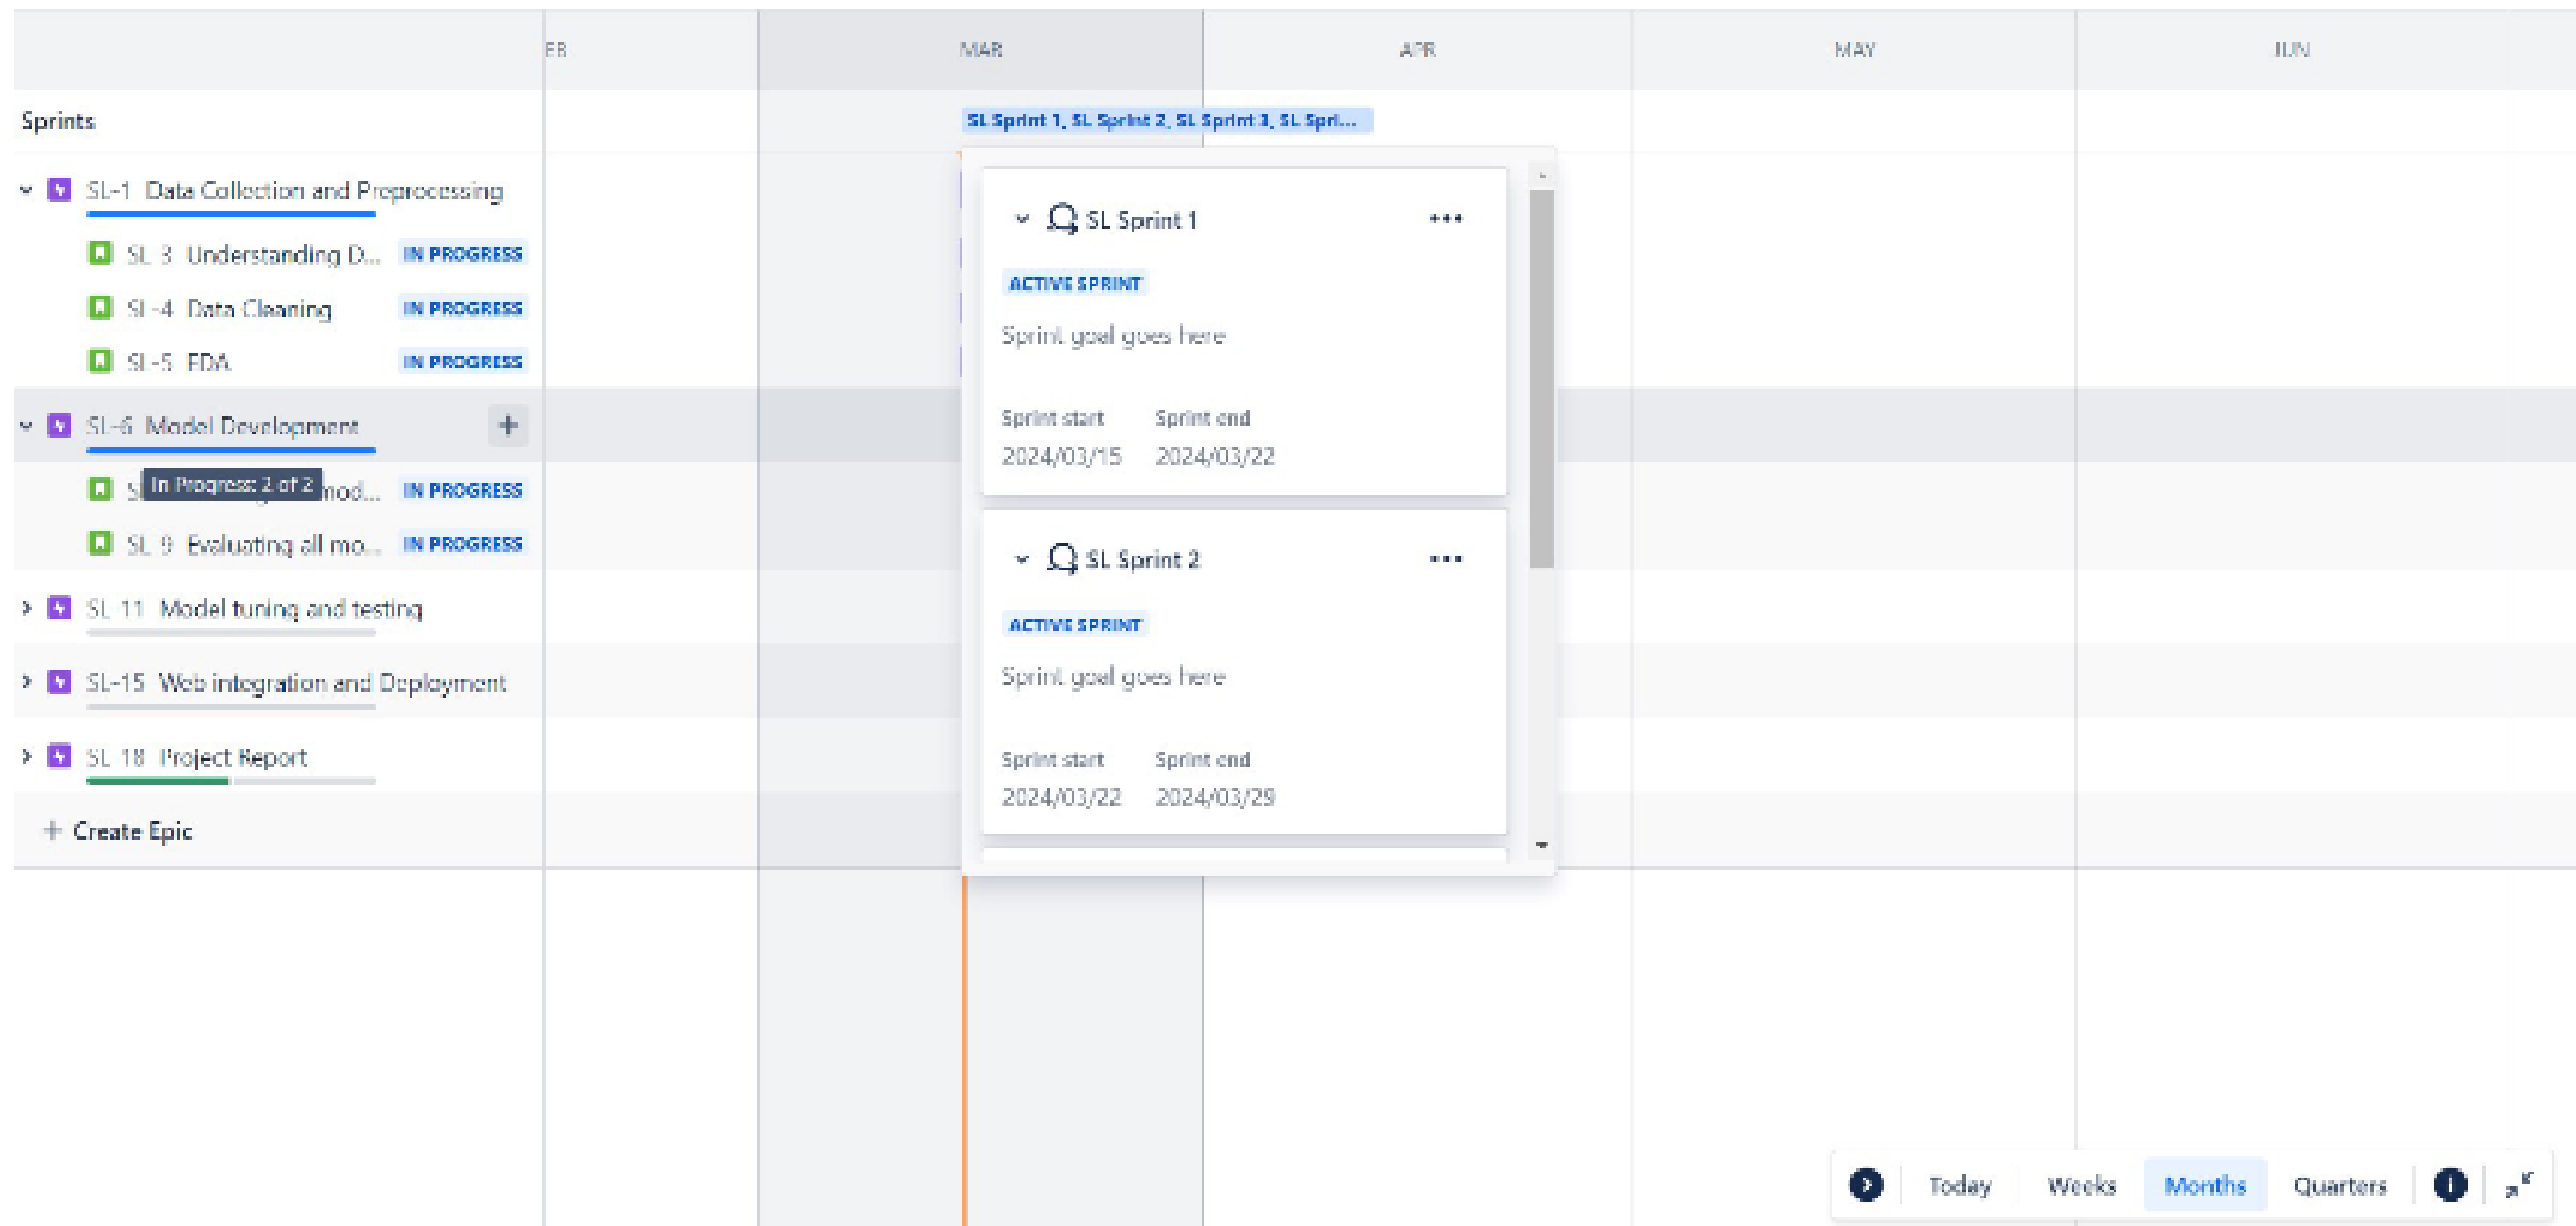 EB MAR APR MAY JUN
Sprints
SL Sprint 1, SL Sprint 2, SL Sprint 3, SL Spri...
SL-1 Data Collection and Preprocessing
SL-3 Understanding D... IN PROGRESS
SL-4 Data Cleaning IN PROGRESS
SL-5 EDA IN PROGRESS
SL-6 Model Development
In Progress: 2 of 2
mod... IN PROGRESS
SL-9 Evaluating all mo... IN PROGRESS
SL-11 Model tuning and testing
SL-15 Web integration and Deployment
SL-18 Project Report
+ Create Epic
SL Sprint 1
ACTIVE SPRINT
Sprint goal goes here
Sprint start Sprint end
2024/03/15 2024/03/22
SL Sprint 2
ACTIVE SPRINT
Sprint goal goes here
Sprint start Sprint end
2024/03/22 2024/03/29
Today Weeks Months Quarters